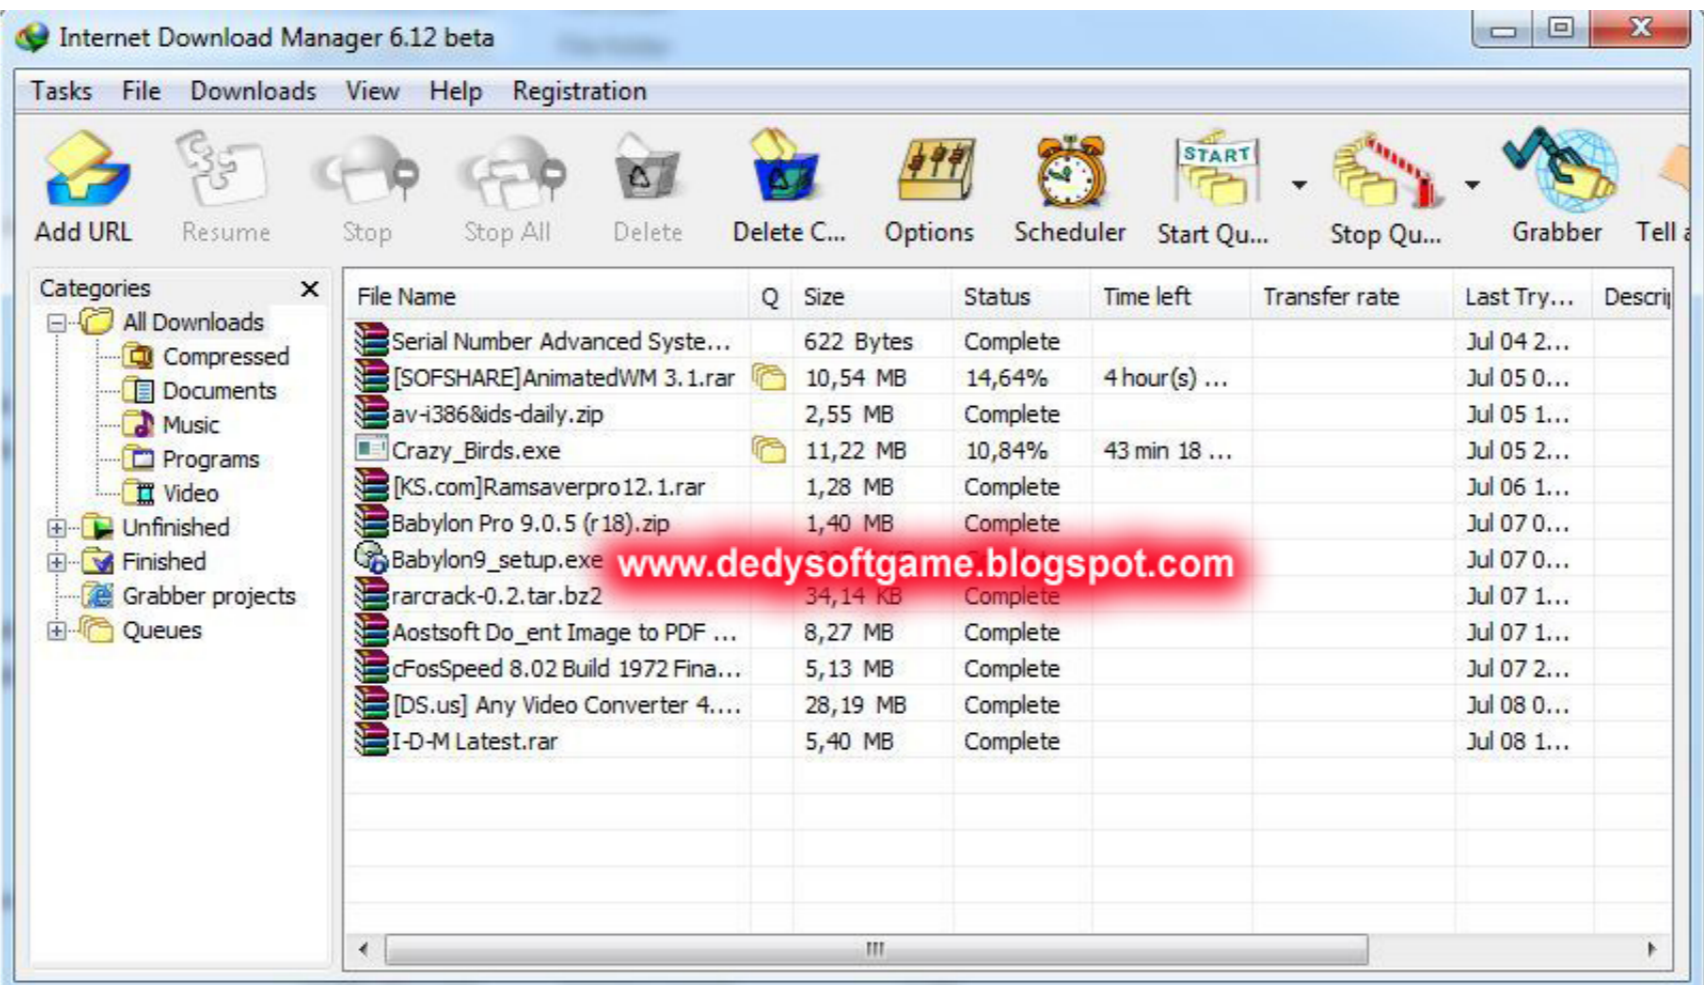 Internet Download Manager 6.12 beta
Tasks File Downloads View Help Registration
START
Add URL Resume Stop Stop All Delete Delete C... Options Scheduler Start Qu... Stop Qu... Grabber Tell
Categories
All Downloads
Compressed
Documents
Music
Programs
Video
Unfinished
Finished
Grabber projects
Queues
File Name Q Size Status Time left Transfer rate Last Try... Descrip
Serial Number Advanced Syste... 622 Bytes Complete Jul 04 2...
[SOFSHARE]AnimatedWM 3.1.rar 10,54 MB 14,64% 4 hour(s) ... Jul 05 0...
av-i386&ids-daily.zip 2,55 MB Complete Jul 05 1...
Crazy_Birds.exe 11,22 MB 10,84% 43 min 18 ... Jul 05 2...
[KS.com]Ramsaverpro12.1.rar 1,28 MB Complete Jul 06 1...
Babylon Pro 9.0.5 (r18).zip 1,40 MB Complete Jul 07 0...
Babylon9_setup.exe Jul 07 0...
www.dedysoftgame.blogspot.com
rarcrack-0.2.tar.bz2 34,14 KB Complete Jul 07 1...
Aostsoft Do_ent Image to PDF ... 8,27 MB Complete Jul 07 1...
cFosSpeed 8.02 Build 1972 Fina... 5,13 MB Complete Jul 07 2...
[DS.us] Any Video Converter 4.... 28,19 MB Complete Jul 08 0...
I-D-M Latest.rar 5,40 MB Complete Jul 08 1...